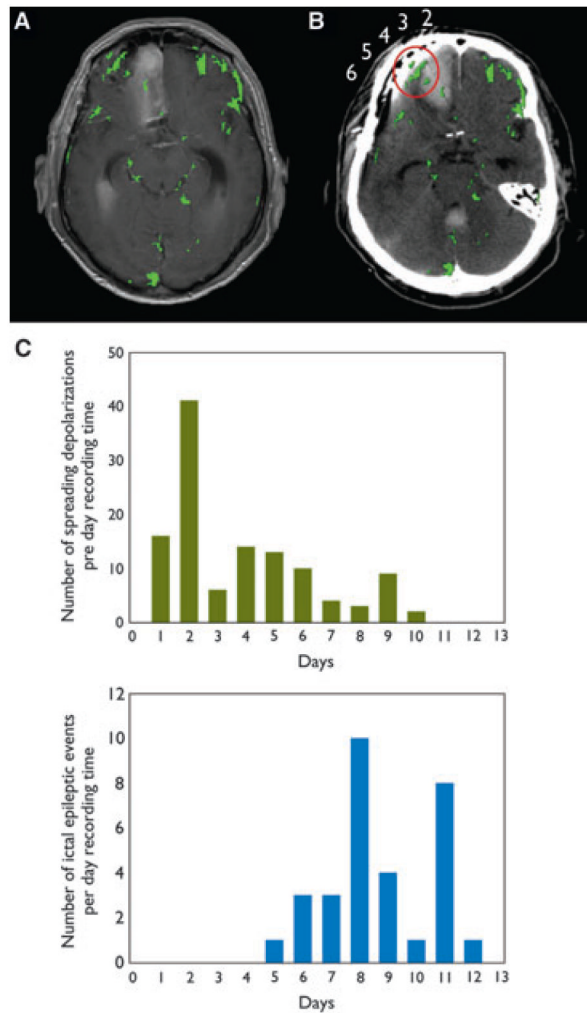 A
B
2
3
4
5
6
C
50
40
30
20
10
0
Number of spreading depolarizations
pre day recording time
0 1 2 3 4 5 6 7 8 9 10 11 12 13
Days
12
10
8
6
4
2
0
Number of ictal epileptic events
per day recording time
0 1 2 3 4 5 6 7 8 9 10 11 12 13
Days